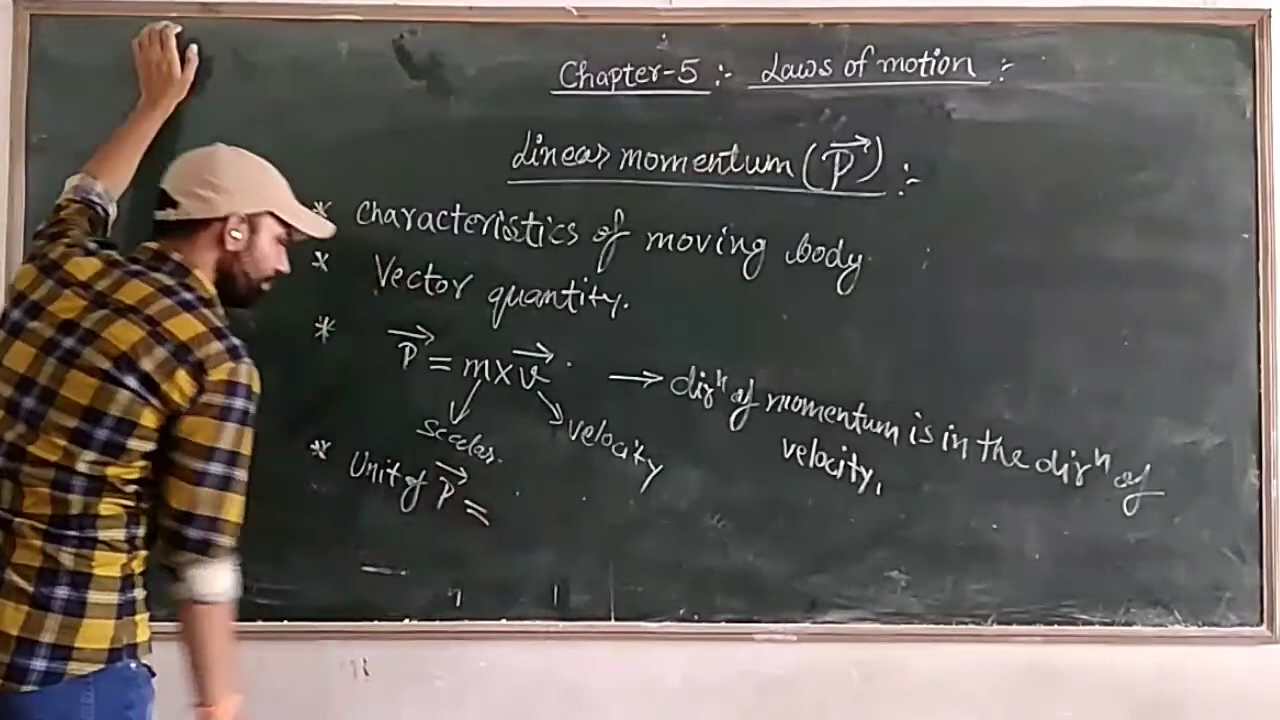 Chapter-5 :- Laws of motion :-
Linear momentum (P⃗) :-
* Characteristics of moving body.
* Vector quantity.
* P⃗ = m x v⃗ . → dirⁿ of momentum is in the dirⁿ of
velocity.
scalar. velocity
* Unit of P⃗ =